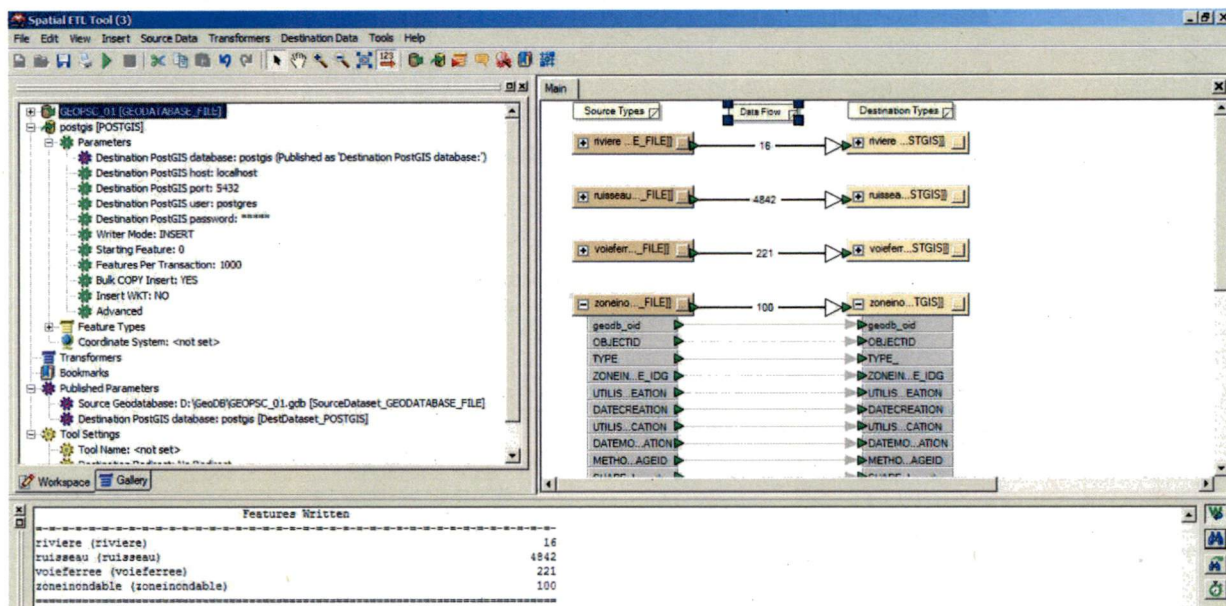 Spatial ETL Tool (3)
File Edit View Insert Source Data Transformers Destination Data Tools Help
GEOPSC_01 [GEODATABASE_FILE]
postgis [POSTGIS]
Parameters
Destination PostGIS database: postgis (Published as 'Destination PostGIS database:')
Destination PostGIS host: localhost
Destination PostGIS port: 5432
Destination PostGIS user: postgres
Destination PostGIS password: *****
Writer Mode: INSERT
Starting Feature: 0
Features Per Transaction: 1000
Bulk COPY Insert: YES
Insert WKT: NO
Advanced
Feature Types
Coordinate System: <not set>
Transformers
Bookmarks
Published Parameters
Source Geodatabase: D:\GeoDB\GEOPSC_01.gdb [SourceDataset_GEODATABASE_FILE]
Destination PostGIS database: postgis [DestDataset_POSTGIS]
Tool Settings
Tool Name: <not set>
Workspace Gallery
Main
Source Types Data Flow Destination Types
riviere ...E_FILE]] 16 riviere ...STGIS]]
ruisseau..._FILE]] 4842 ruissea...STGIS]]
voieferr..._FILE]] 221 voieferr...STGIS]]
zoneino..._FILE]] 100 zoneino...TGIS]]
geodb_oid geodb_oid
OBJECTID OBJECTID
TYPE TYPE_
ZONEIN...E_IDG ZONEIN...E_IDG
UTILIS...EATION UTILIS...EATION
DATECREATION DATECREATION
UTILIS...CATION UTILIS...CATION
DATEMO...ATION DATEMO...ATION
METHO...AGEID METHO...AGEID
Features Written
riviere (riviere) 16
ruisseau (ruisseau) 4842
voieferree (voieferree) 221
zoneinondable (zoneinondable) 100